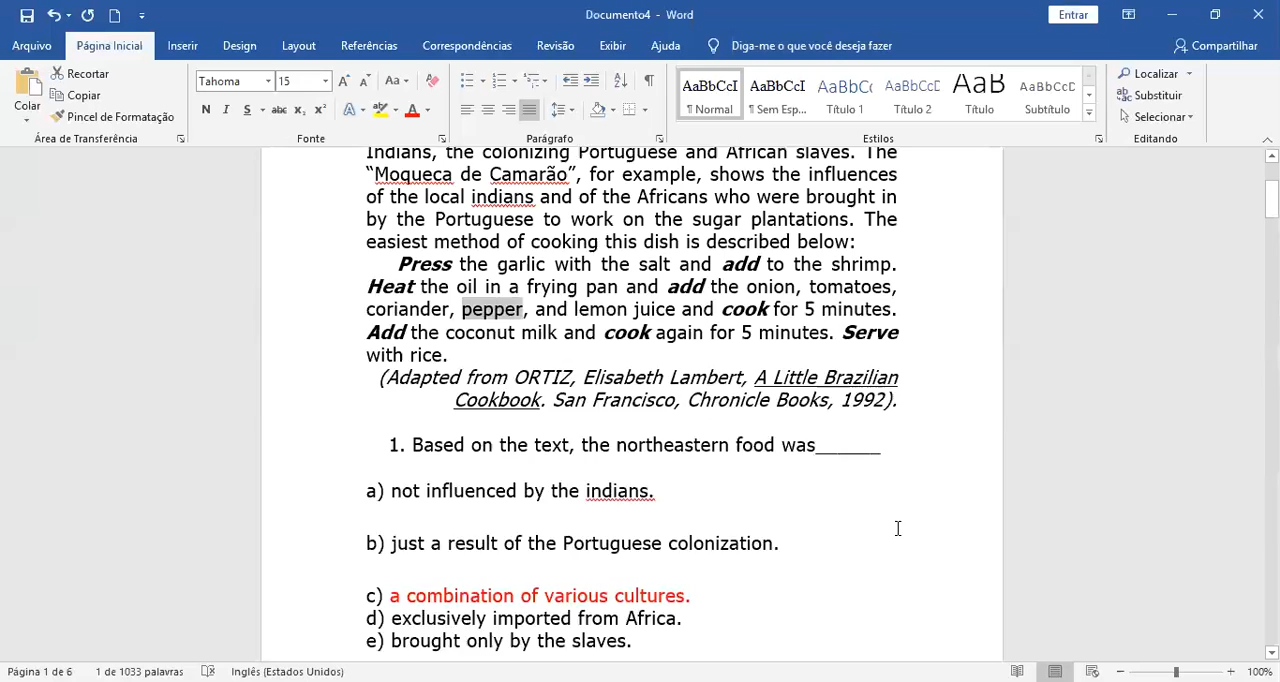 Documento4 - Word
Entrar
Arquivo
Página Inicial
Inserir
Design
Layout
Referências
Correspondências
Revisão
Exibir
Ajuda
Diga-me o que você deseja fazer
Compartilhar
Colar
Recortar
Copiar
Pincel de Formatação
Área de Transferência
Tahoma
15
N I S abc x₂ x²
Fonte
Parágrafo
AaBbCcI
¶ Normal
AaBbCcI
¶ Sem Esp...
AaBbCc
Título 1
AaBbCcD
Título 2
AaB
Título
AaBbCcD
Subtítulo
Estilos
Localizar
Substituir
Selecionar
Editando
Indians, the colonizing Portuguese and African slaves. The
“Moqueca de Camarão”, for example, shows the influences
of the local indians and of the Africans who were brought in
by the Portuguese to work on the sugar plantations. The
easiest method of cooking this dish is described below:
Press the garlic with the salt and add to the shrimp.
Heat the oil in a frying pan and add the onion, tomatoes,
coriander, pepper, and lemon juice and cook for 5 minutes.
Add the coconut milk and cook again for 5 minutes. Serve
with rice.
(Adapted from ORTIZ, Elisabeth Lambert, A Little Brazilian
Cookbook. San Francisco, Chronicle Books, 1992).
1. Based on the text, the northeastern food was______
a) not influenced by the indians.
b) just a result of the Portuguese colonization.
c) a combination of various cultures.
d) exclusively imported from Africa.
e) brought only by the slaves.
Página 1 de 6
1 de 1033 palavras
Inglês (Estados Unidos)
100%